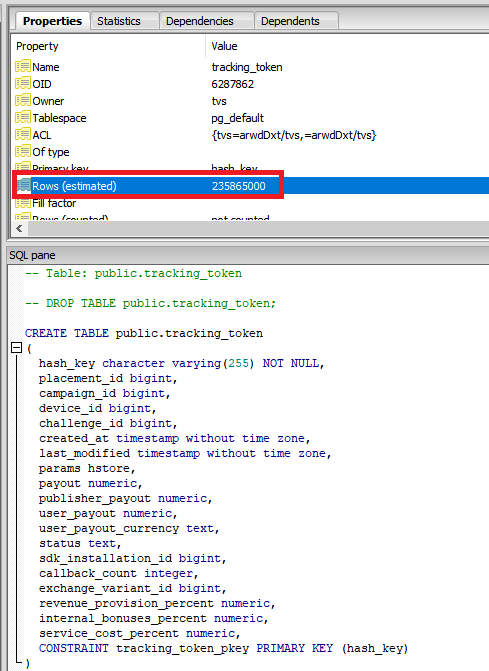 Properties Statistics Dependencies Dependents
Property Value
Name tracking_token
OID 6287862
Owner tvs
Tablespace pg_default
ACL {tvs=arwdDxt/tvs,=arwdDxt/tvs}
Of type
Primary key hash_key
Rows (estimated) 235865000
Fill factor
Rows (counted) not counted
SQL pane
-- Table: public.tracking_token
-- DROP TABLE public.tracking_token;
CREATE TABLE public.tracking_token
(
hash_key character varying(255) NOT NULL,
placement_id bigint,
campaign_id bigint,
device_id bigint,
challenge_id bigint,
created_at timestamp without time zone,
last_modified timestamp without time zone,
params hstore,
payout numeric,
publisher_payout numeric,
user_payout numeric,
user_payout_currency text,
status text,
sdk_installation_id bigint,
callback_count integer,
exchange_variant_id bigint,
revenue_provision_percent numeric,
internal_bonuses_percent numeric,
service_cost_percent numeric,
CONSTRAINT tracking_token_pkey PRIMARY KEY (hash_key)
)